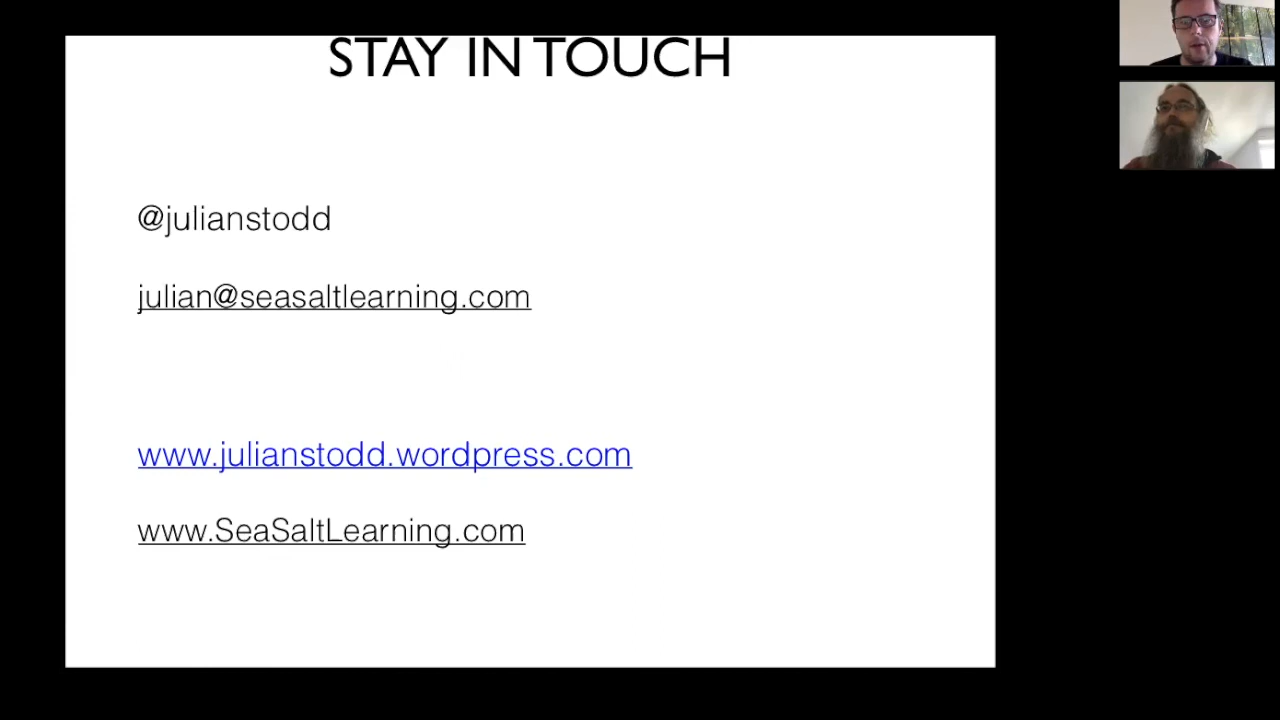 STAY IN TOUCH
@julianstodd
julian@seasaltlearning.com
www.julianstodd.wordpress.com
www.SeaSaltLearning.com